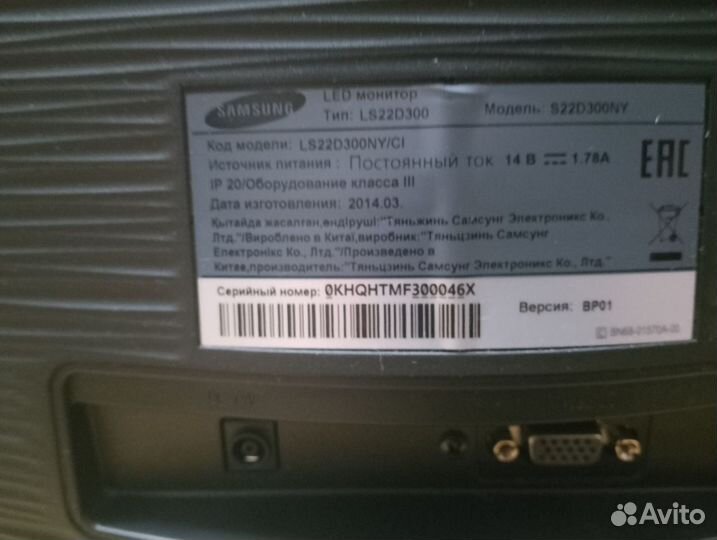 SAMSUNG
LED монитор
Тип: LS22D300 Модель: S22D300NY
Код модели: LS22D300NY/CI
Источник питания : Постоянный ток 14 В 1.78A
IP 20/Оборудование класса III
Дата изготовления: 2014.03.
EAC
Қытайда жасалған,өндіруші:"Тяньжинь Самсунг Электроникс Ко.,
Лтд."/Вироблено в Китаї,виробник:"Тяньцзинь Самсунг
Електронікс Ко., Лтд."/Произведено в
Китае,производитель:"Тяньцзинь Самсунг Электроникс Ко., Лтд."
Серийный номер: 0KHQHTMF300046X
Версия: BP01
BN68-01570A-00
Avito